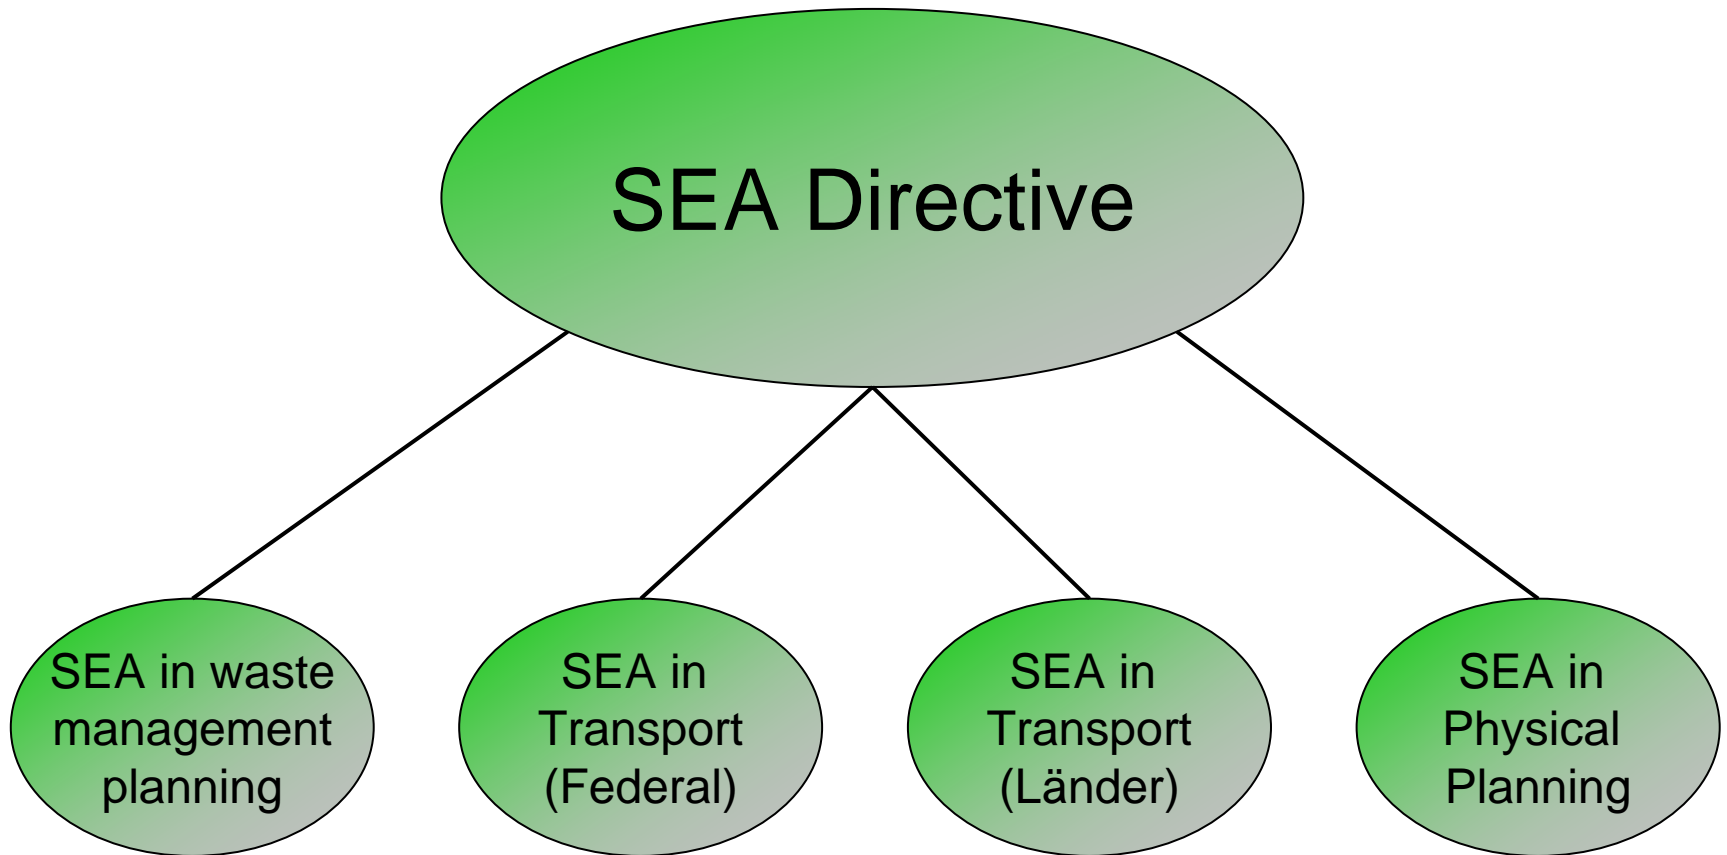 SEA Directive
SEA in waste
management
planning
SEA in
Transport
(Federal)
SEA in
Transport
(Länder)
SEA in
Physical
Planning